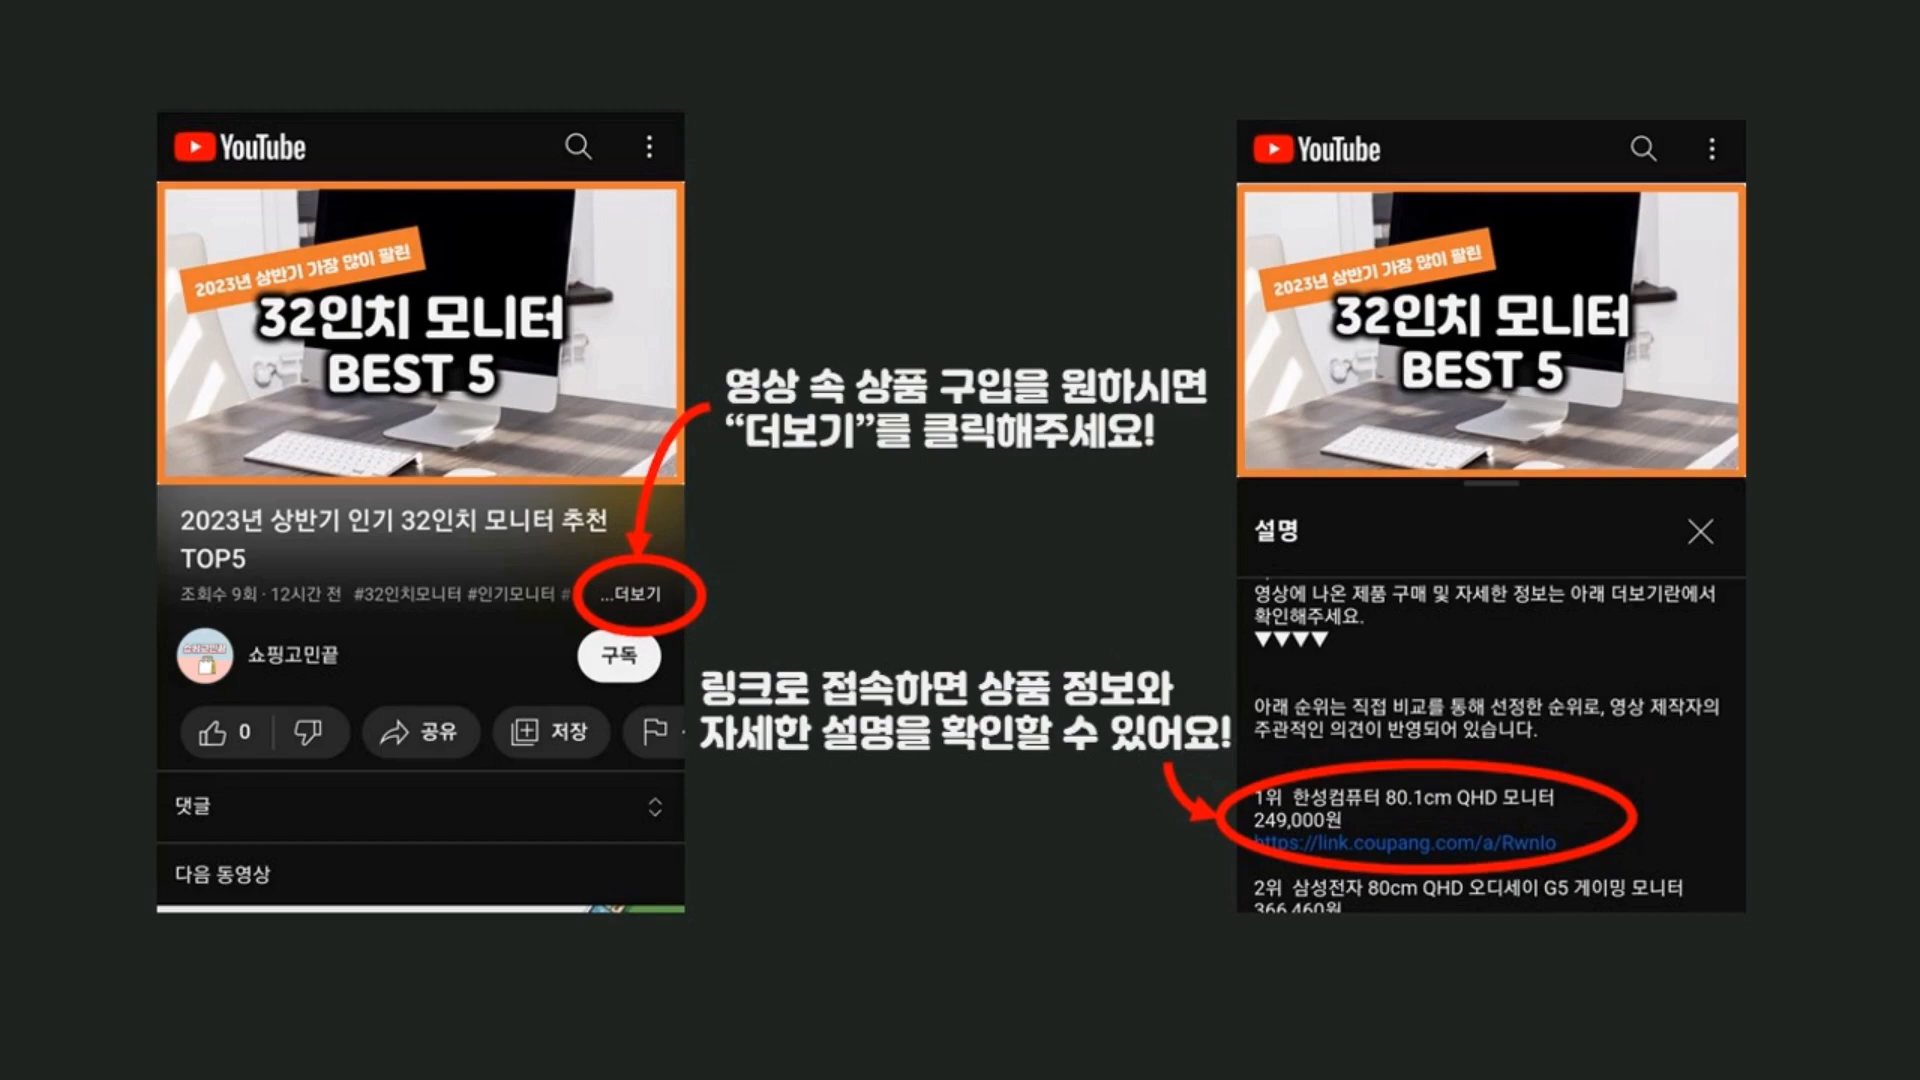 YouTube
2023년 상반기 가장 많이 팔린
32인치 모니터
BEST 5
2023년 상반기 인기 32인치 모니터 추천
TOP5
조회수 9회 · 12시간 전 #32인치모니터 #인기모니터 # ...더보기
쇼핑고민끝
쇼핑고민끝
구독
0
공유
저장
댓글
다음 동영상
영상 속 상품 구입을 원하시면
“더보기”를 클릭해주세요!
링크로 접속하면 상품 정보와
자세한 설명을 확인할 수 있어요!
YouTube
2023년 상반기 가장 많이 팔린
32인치 모니터
BEST 5
설명
영상에 나온 제품 구매 및 자세한 정보는 아래 더보기란에서
확인해주세요.
▼▼▼▼
아래 순위는 직접 비교를 통해 선정한 순위로, 영상 제작자의
주관적인 의견이 반영되어 있습니다.
1위 한성컴퓨터 80.1cm QHD 모니터
249,000원
https://link.coupang.com/a/RwnIo
2위 삼성전자 80cm QHD 오디세이 G5 게이밍 모니터
366,460원